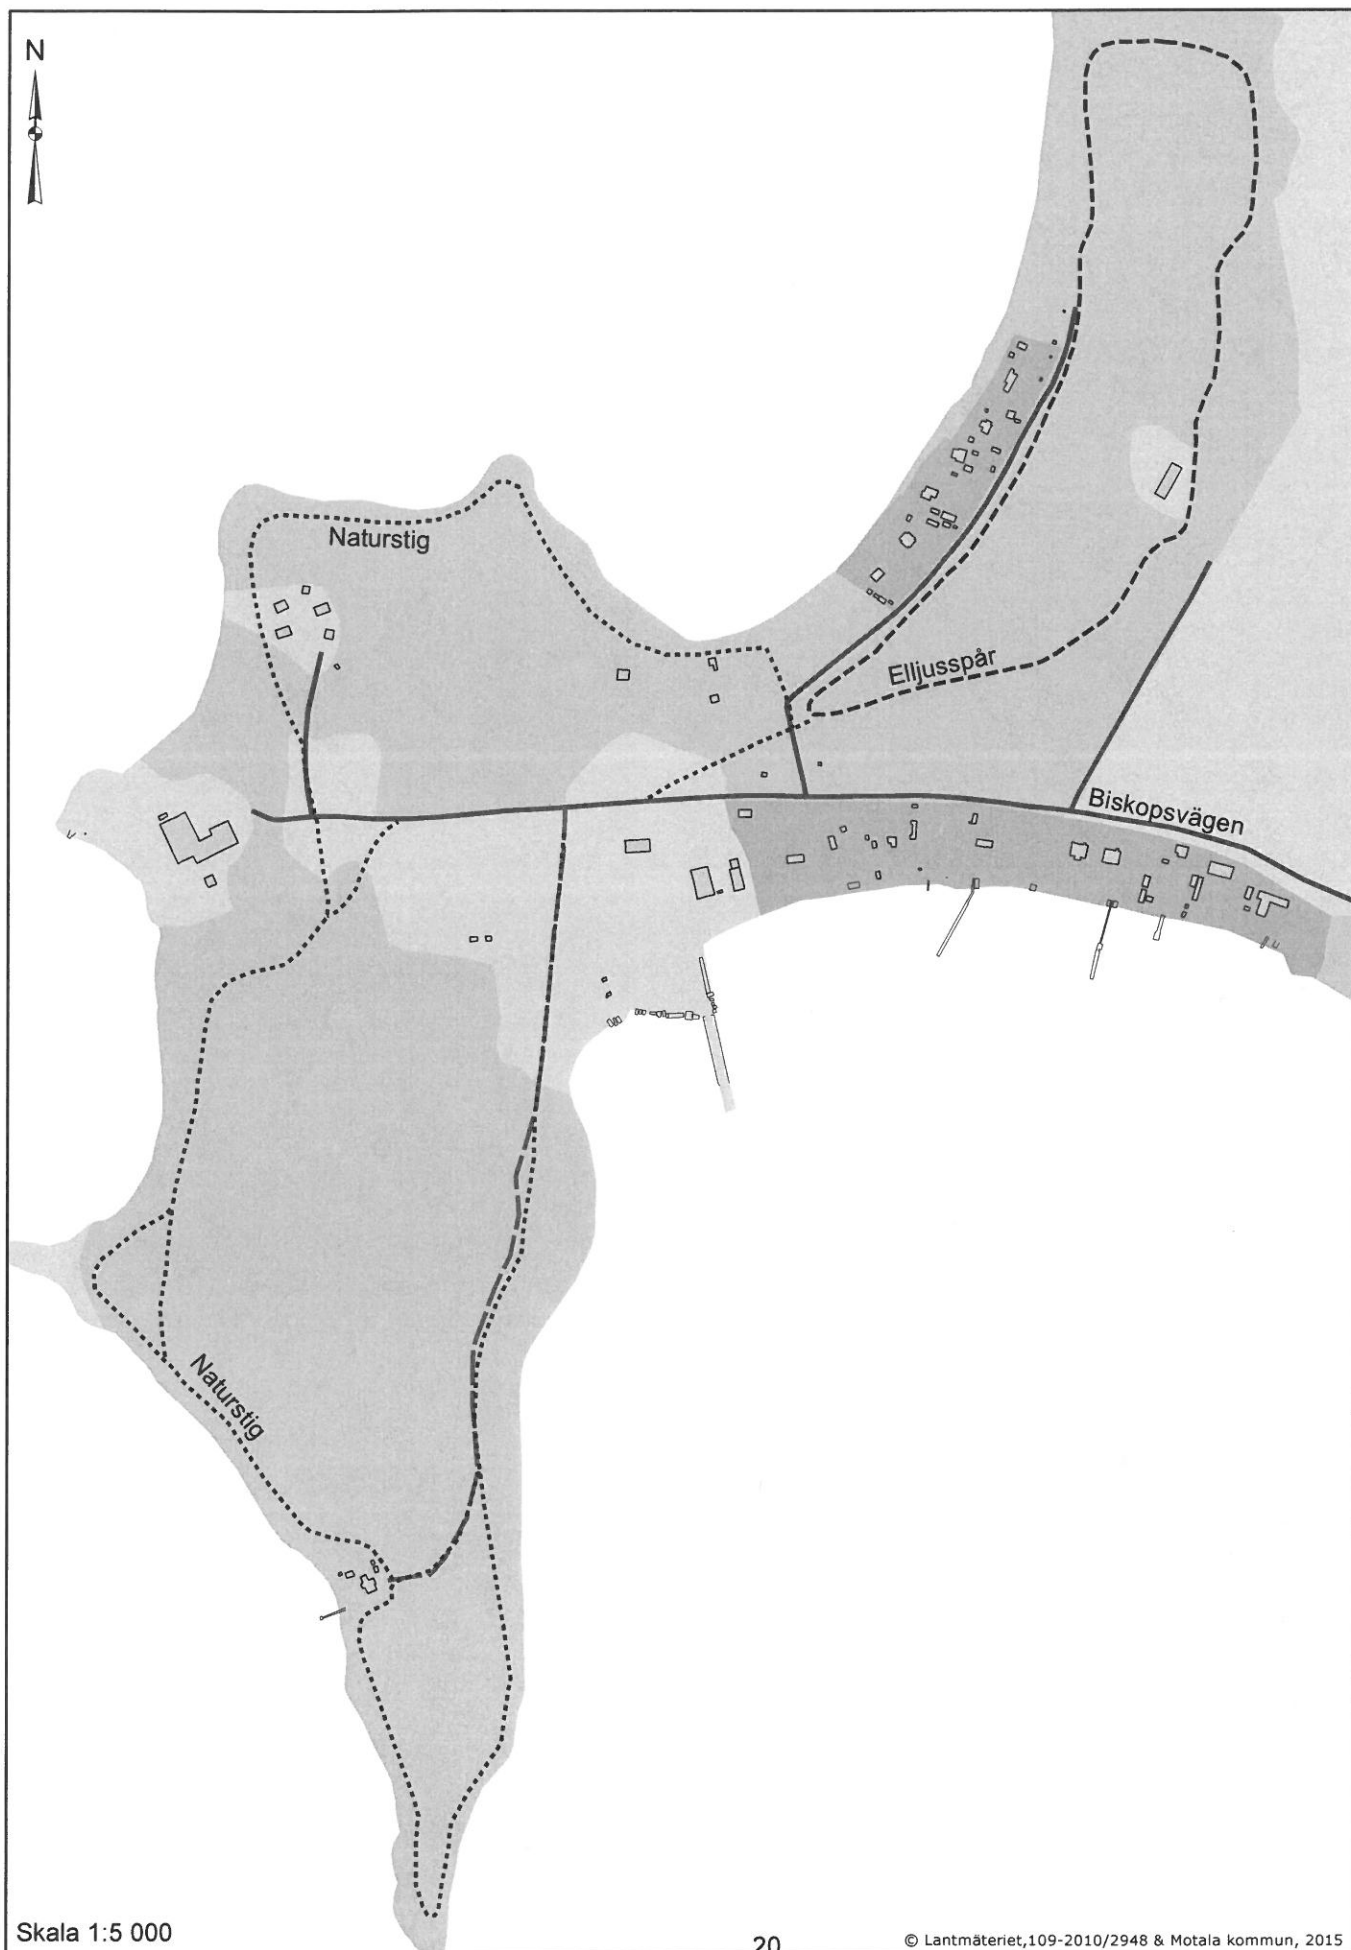 N
Naturstig
Elljusspår
Biskopsvägen
Naturstig
Skala 1:5 000
20
© Lantmäteriet,109-2010/2948 & Motala kommun, 2015